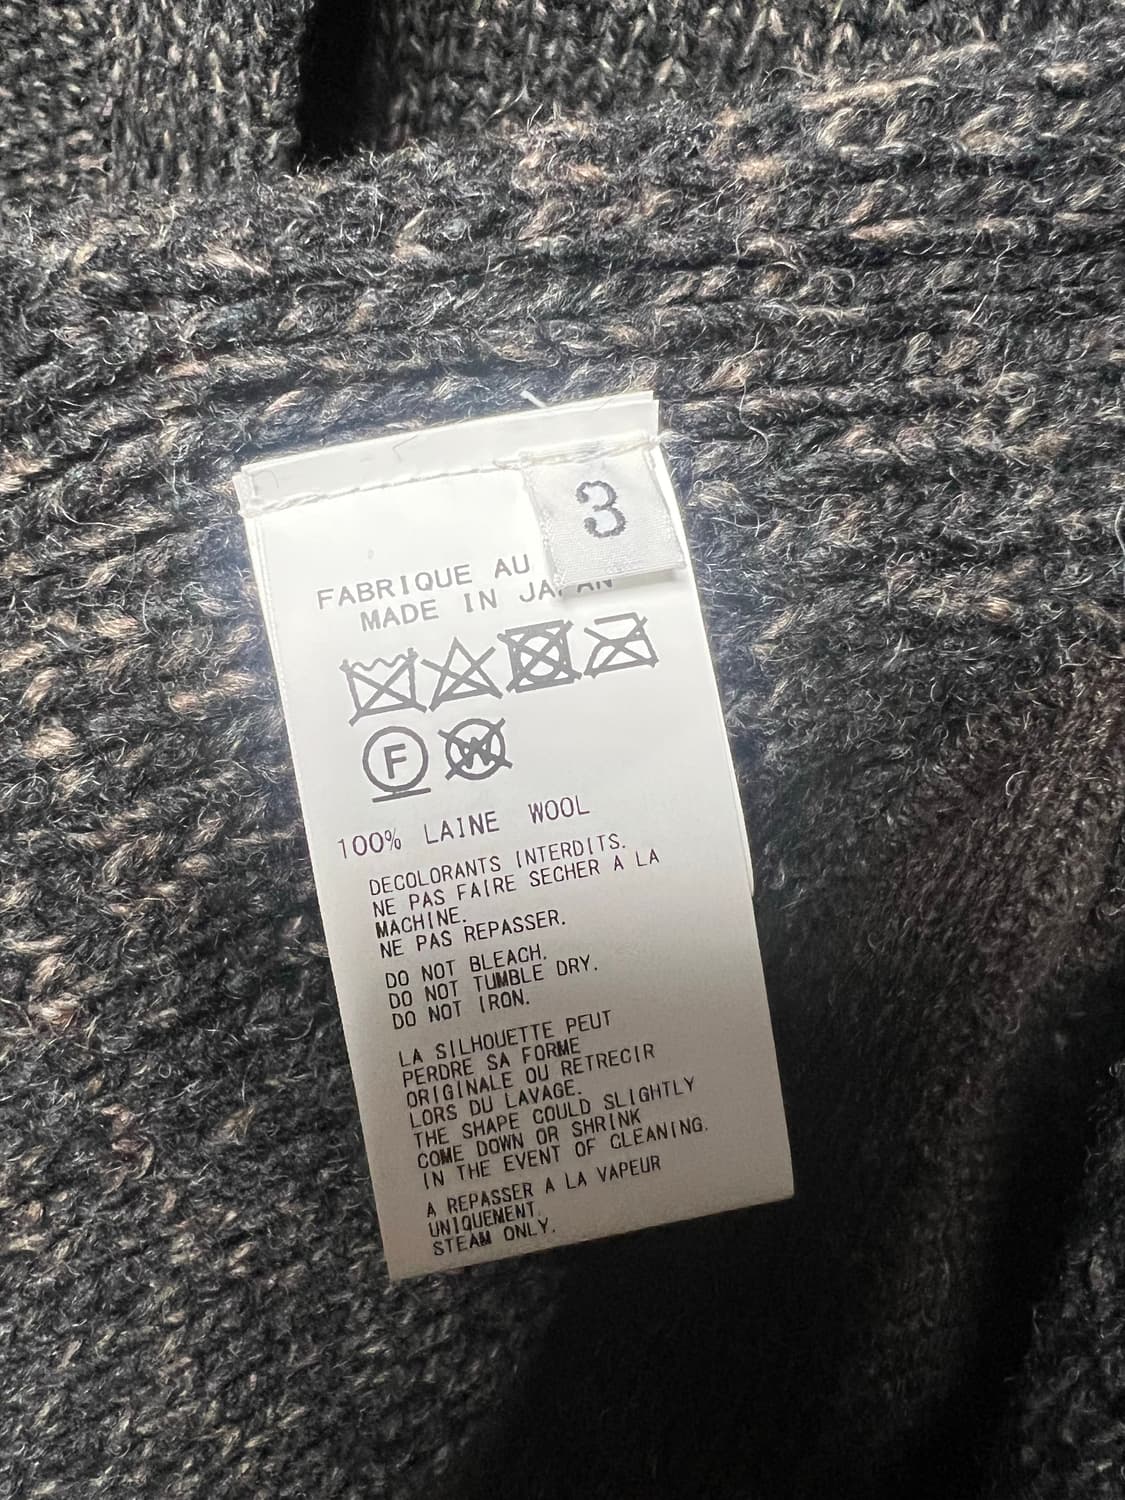 3
FABRIQUE AU
MADE IN JAPAN
F
W
100% LAINE WOOL
DECOLORANTS INTERDITS.
NE PAS FAIRE SECHER A LA
MACHINE.
NE PAS REPASSER.
DO NOT BLEACH.
DO NOT TUMBLE DRY.
DO NOT IRON.
LA SILHOUETTE PEUT
PERDRE SA FORME
ORIGINALE OU RETRECIR
LORS DU LAVAGE.
THE SHAPE COULD SLIGHTLY
COME DOWN OR SHRINK
IN THE EVENT OF CLEANING.
A REPASSER A LA VAPEUR
UNIQUEMENT.
STEAM ONLY.